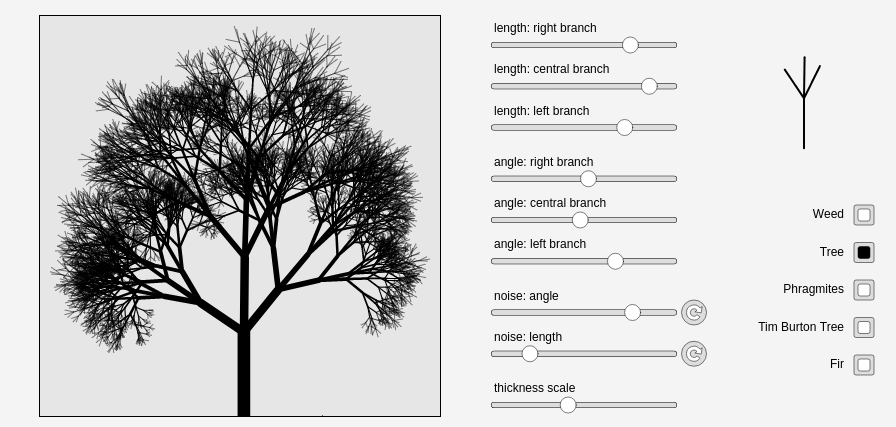 length: right branch
length: central branch
length: left branch
angle: right branch
angle: central branch
angle: left branch
noise: angle
noise: length
thickness scale
Weed
Tree
Phragmites
Tim Burton Tree
Fir